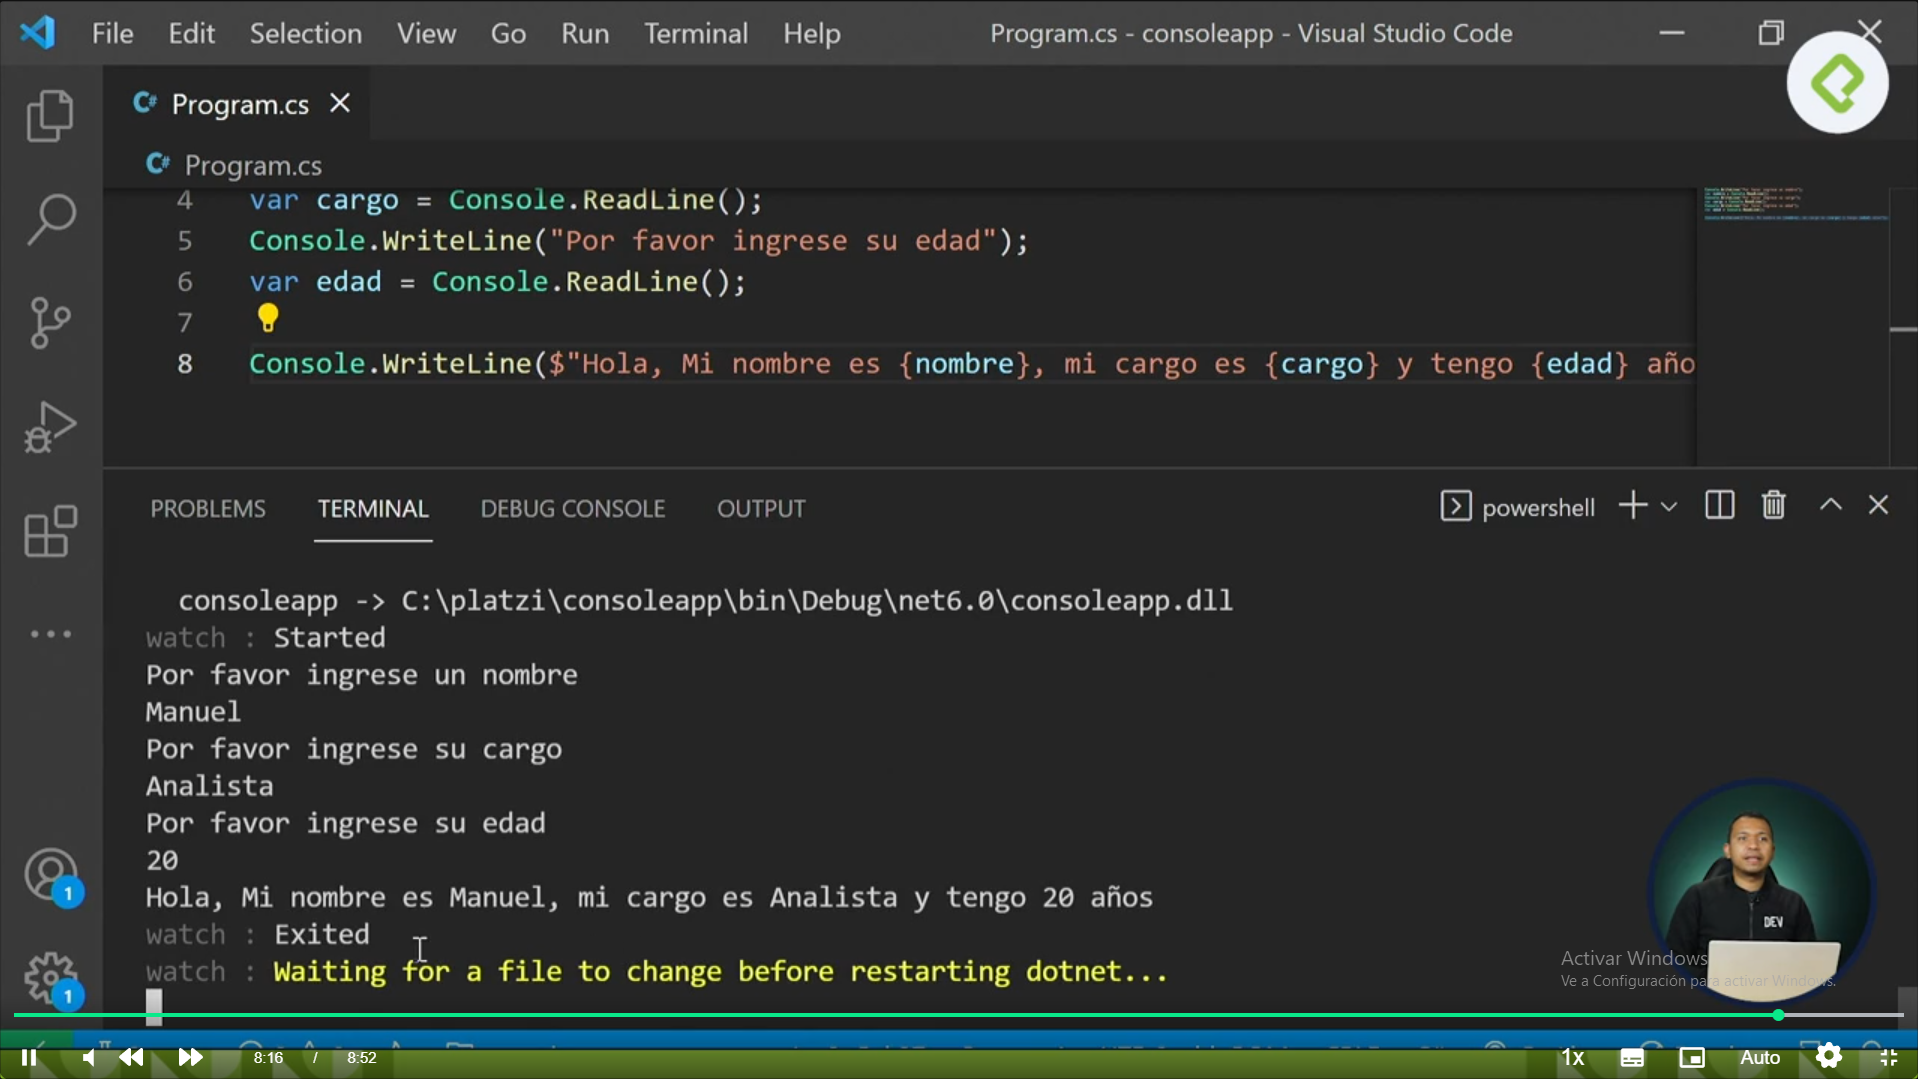 File Edit Selection View Go Run Terminal Help Program.cs - consoleapp - Visual Studio Code
Program.cs
Program.cs
4 var cargo = Console.ReadLine();
5 Console.WriteLine("Por favor ingrese su edad");
6 var edad = Console.ReadLine();
7
8 Console.WriteLine($"Hola, Mi nombre es {nombre}, mi cargo es {cargo} y tengo {edad} año
PROBLEMS TERMINAL DEBUG CONSOLE OUTPUT powershell
consoleapp -> C:\platzi\consoleapp\bin\Debug\net6.0\consoleapp.dll
watch : Started
Por favor ingrese un nombre
Manuel
Por favor ingrese su cargo
Analista
Por favor ingrese su edad
20
Hola, Mi nombre es Manuel, mi cargo es Analista y tengo 20 años
watch : Exited
watch : Waiting for a file to change before restarting dotnet...
1
1
DEV
Activar Windows
Ve a Configuración para activar Windows.
8:16 / 8:52 1x Auto